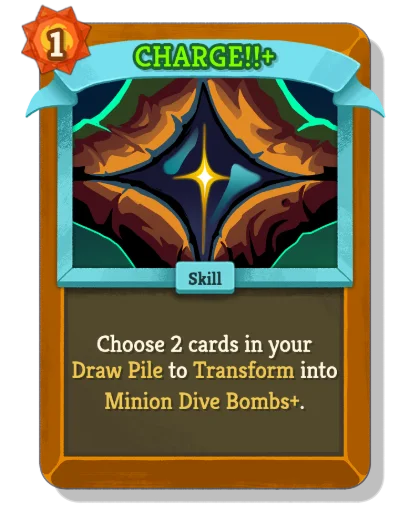 1
CHARGE!!+
Skill
Choose 2 cards in your
Draw Pile to Transform into
Minion Dive Bombs+.